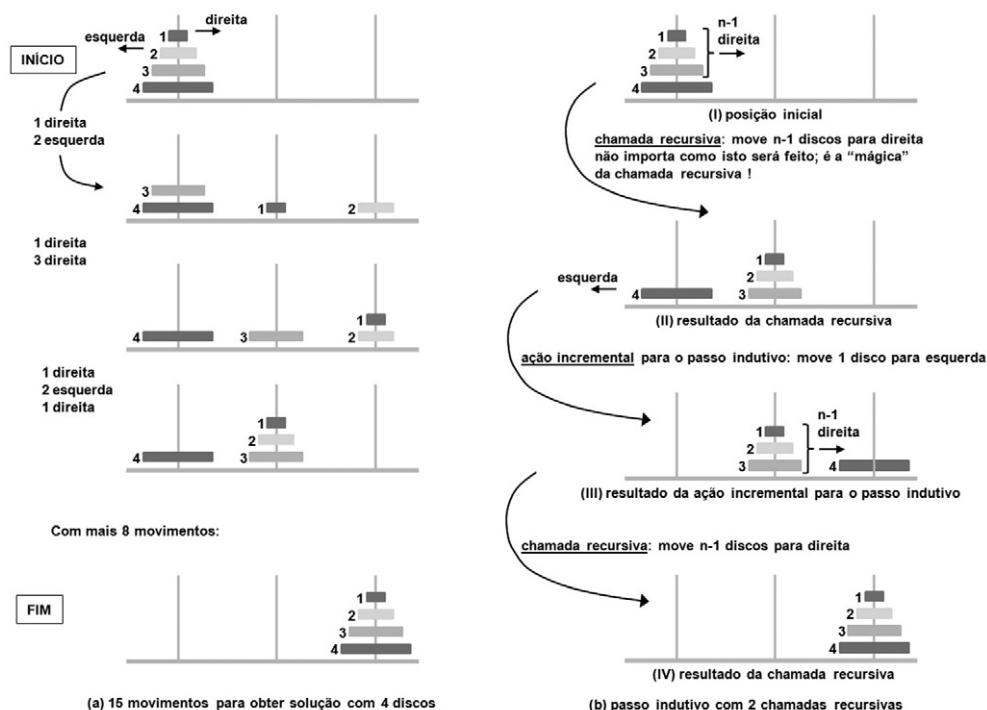 direita
esquerda
1
2
3
4
INÍCIO
1 direita
2 esquerda
3
4
1
2
1 direita
3 direita
4
3
1
2
1 direita
2 esquerda
1 direita
4
1
2
3
Com mais 8 movimentos:
FIM
1
2
3
4
(a) 15 movimentos para obter solução com 4 discos
1
2
3
4
n-1
direita
(I) posição inicial
chamada recursiva: move n-1 discos para direita
não importa como isto será feito; é a “mágica”
da chamada recursiva !
esquerda
4
1
2
3
(II) resultado da chamada recursiva
ação incremental para o passo indutivo: move 1 disco para esquerda
1
2
3
n-1
direita
4
(III) resultado da ação incremental para o passo indutivo
chamada recursiva: move n-1 discos para direita
1
2
3
4
(IV) resultado da chamada recursiva
(b) passo indutivo com 2 chamadas recursivas